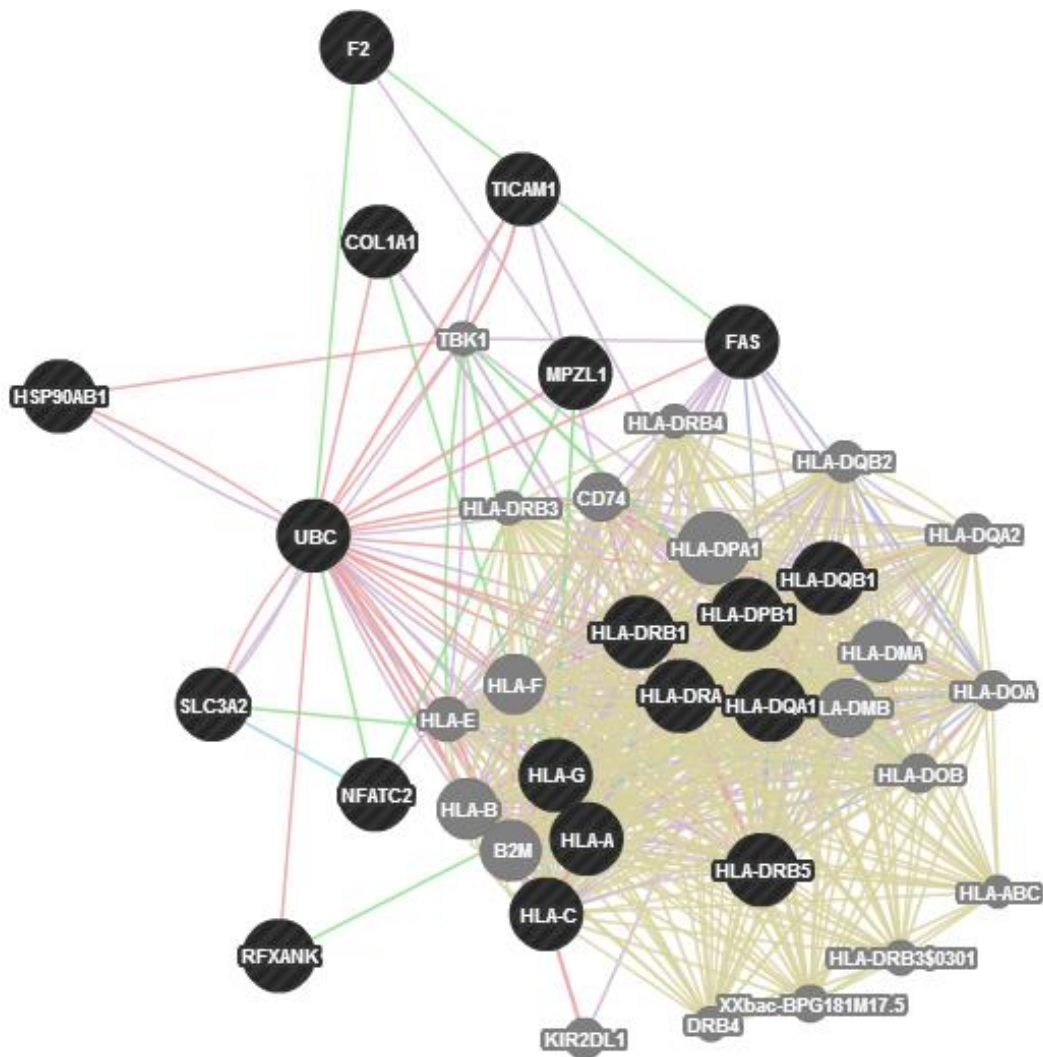 F2
TICAM1
COL1A1
TBK1
FAS
MPZL1
HSP90AB1
HLA-DRB4
HLA-DQB2
CD74
HLA-DRB3
UBC
HLA-DQA2
HLA-DPA1
HLA-DQB1
HLA-DPB1
HLA-DRB1
HLA-DMA
HLA-F
HLA-DRA
HLA-DQA1
LA-DMB
HLA-DOA
SLC3A2
HLA-E
HLA-G
HLA-DOB
NFATC2
HLA-B
HLA-A
B2M
HLA-DRB5
HLA-ABC
HLA-C
RFXANK
HLA-DRB3$0301
XXbac-BPG181M17.5
DRB4
KIR2DL1